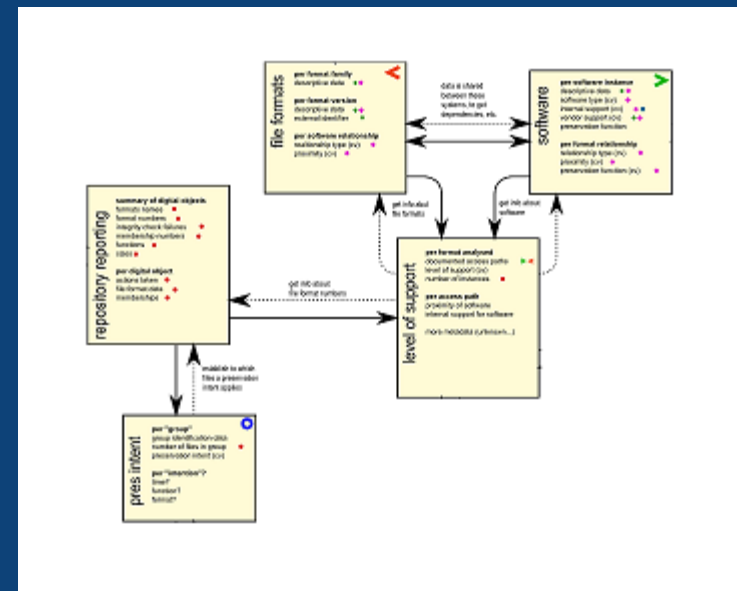 file formats
per format family
descriptive data
per format version
descriptive data
external identifier
per software relationship
relationship type (cv)
proximity (cv)
data is shared
between these
systems, to get
dependencies, etc.
software
per software instance
descriptive data
software type (cv)
internal support (cv)
vendor support (cv)
preservation function
per format relationship
relationship type (cv)
proximity (cv)
preservation function (cv)
get info about
file formats
get info about
software
repository reporting
summary of digital objects
formats names
format numbers
integrity check failures
membership numbers
functions
sizes
per digital object
actions taken
file format data
memberships
get info about
file format numbers
level of support
per format analysed
documented access paths
level of support (cv)
number of instances
per access path
proximity of software
internal support for software
more metadata (unknown...)
establish to which
files a preservation
intent applies
pres intent
per "group"
group identification
number of files in group
preservation intent (cv)
per "intention"?
time?
function?
format?